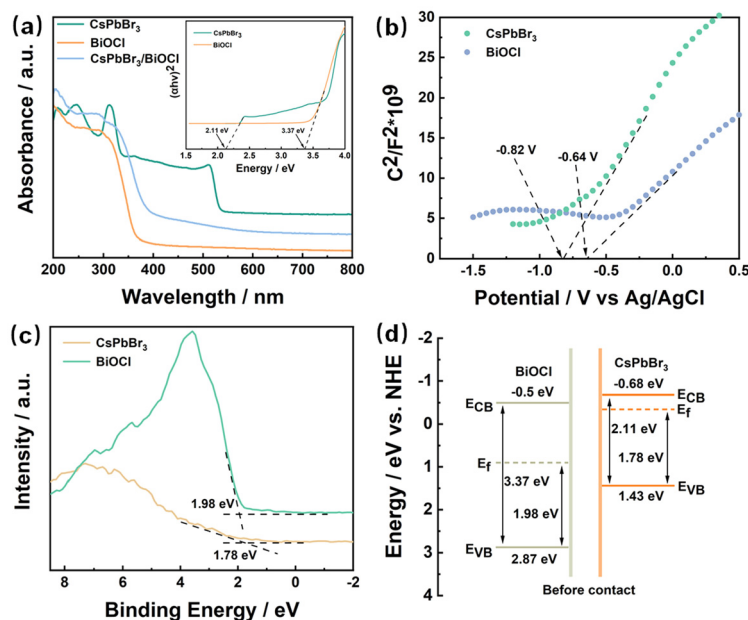 (a)
CsPbBr3
BiOCl
CsPbBr3/BiOCl
Absorbance / a.u.
200 300 400 500 600 700 800
Wavelength / nm
(αhv)2
CsPbBr3
BiOCl
2.11 eV
3.37 eV
1.5 2.0 2.5 3.0 3.5 4.0
Energy / eV
(b)
CsPbBr3
BiOCl
C2/F2*109
30
25
20
15
10
5
0
-0.82 V
-0.64 V
-1.5 -1.0 -0.5 0.0 0.5
Potential / V vs Ag/AgCl
(c)
CsPbBr3
BiOCl
Intensity / a.u.
1.98 eV
1.78 eV
8 6 4 2 0 -2
Binding Energy / eV
(d)
Energy / eV vs. NHE
-2
-1
0
1
2
3
4
BiOCl
-0.5 eV
ECB
Ef
3.37 eV
1.98 eV
EVB
2.87 eV
CsPbBr3
-0.68 eV
ECB
Ef
2.11 eV
1.78 eV
EVB
1.43 eV
Before contact